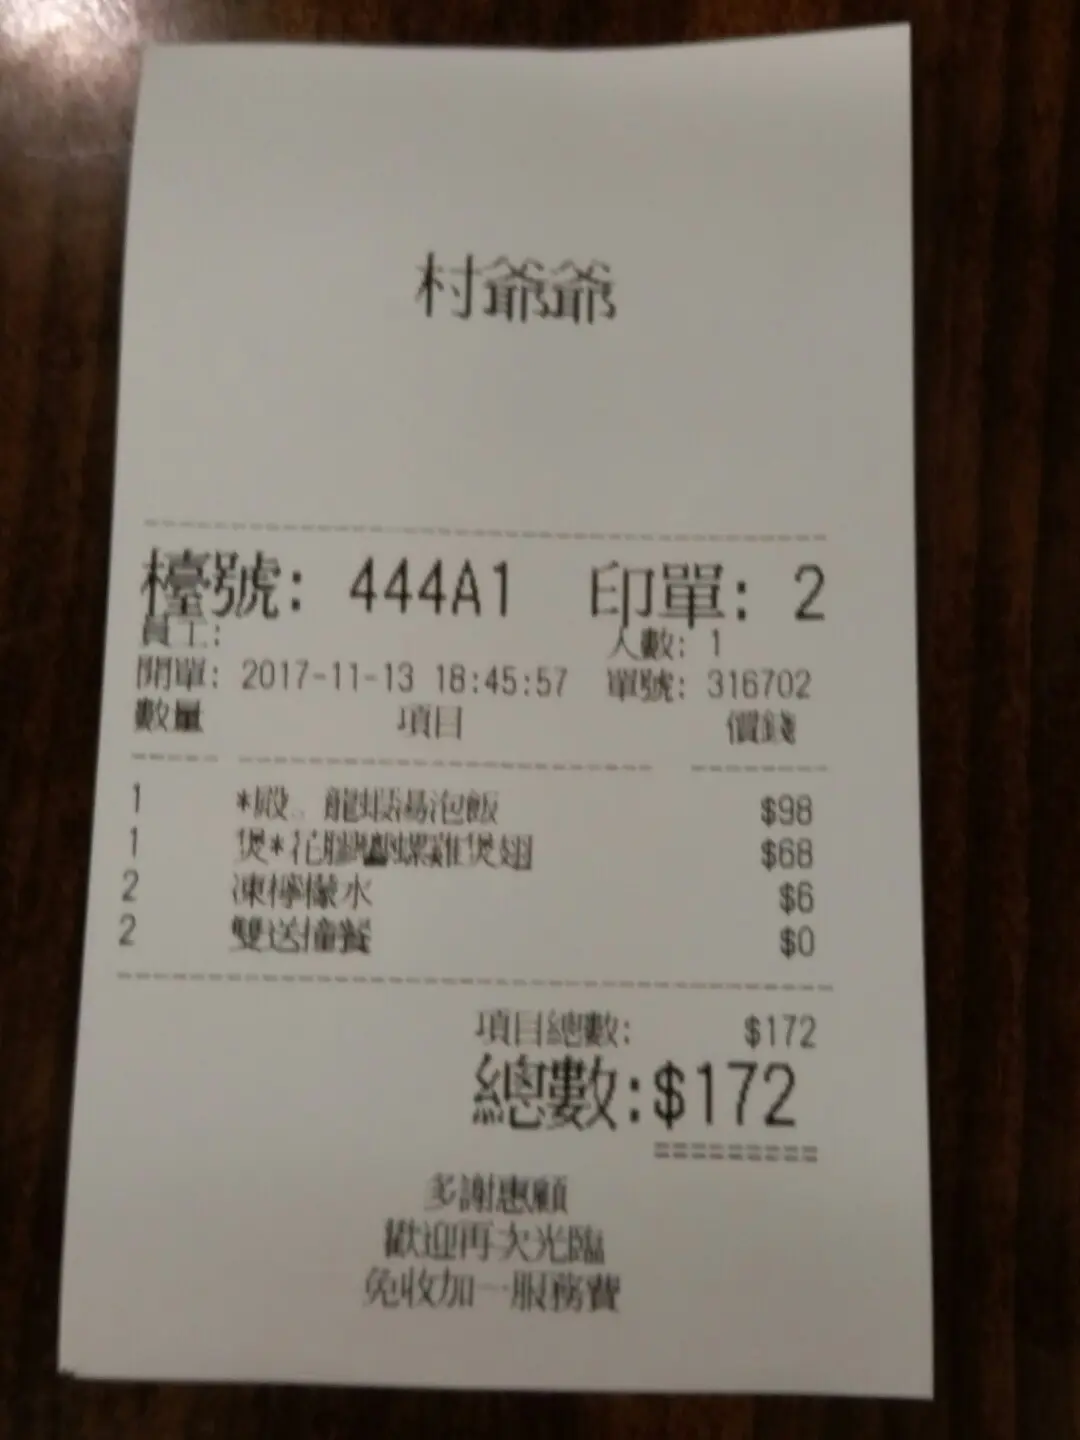 村爺爺
檯號: 444A1 印單: 2
員工: 人數: 1
開單: 2017-11-13 18:45:57 單號: 316702
數量 項目 價錢
1 *殿。龍蝦湯泡飯 $98
1 煲*花膠響螺雞煲翅 $68
2 凍檸檬水 $6
2 雙送撞餐 $0
項目總數: $172
總數:$172
多謝惠顧
歡迎再次光臨
免收加一服務費